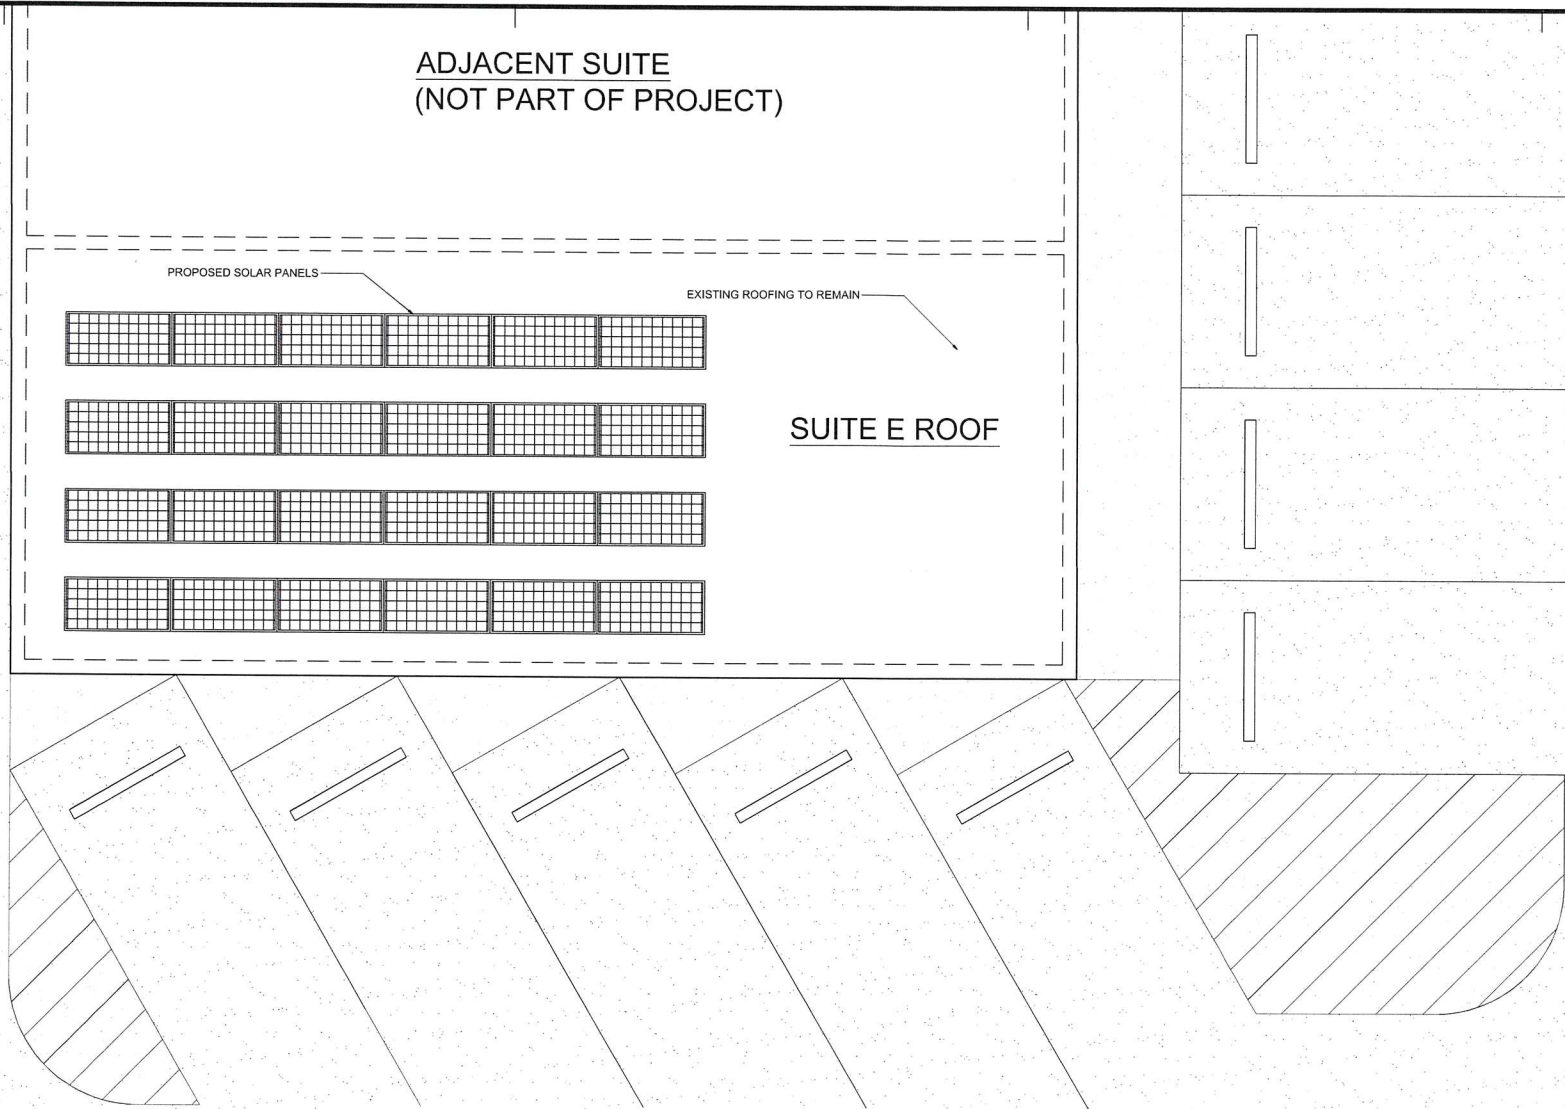 ADJACENT SUITE
(NOT PART OF PROJECT)
PROPOSED SOLAR PANELS
EXISTING ROOFING TO REMAIN
SUITE E ROOF